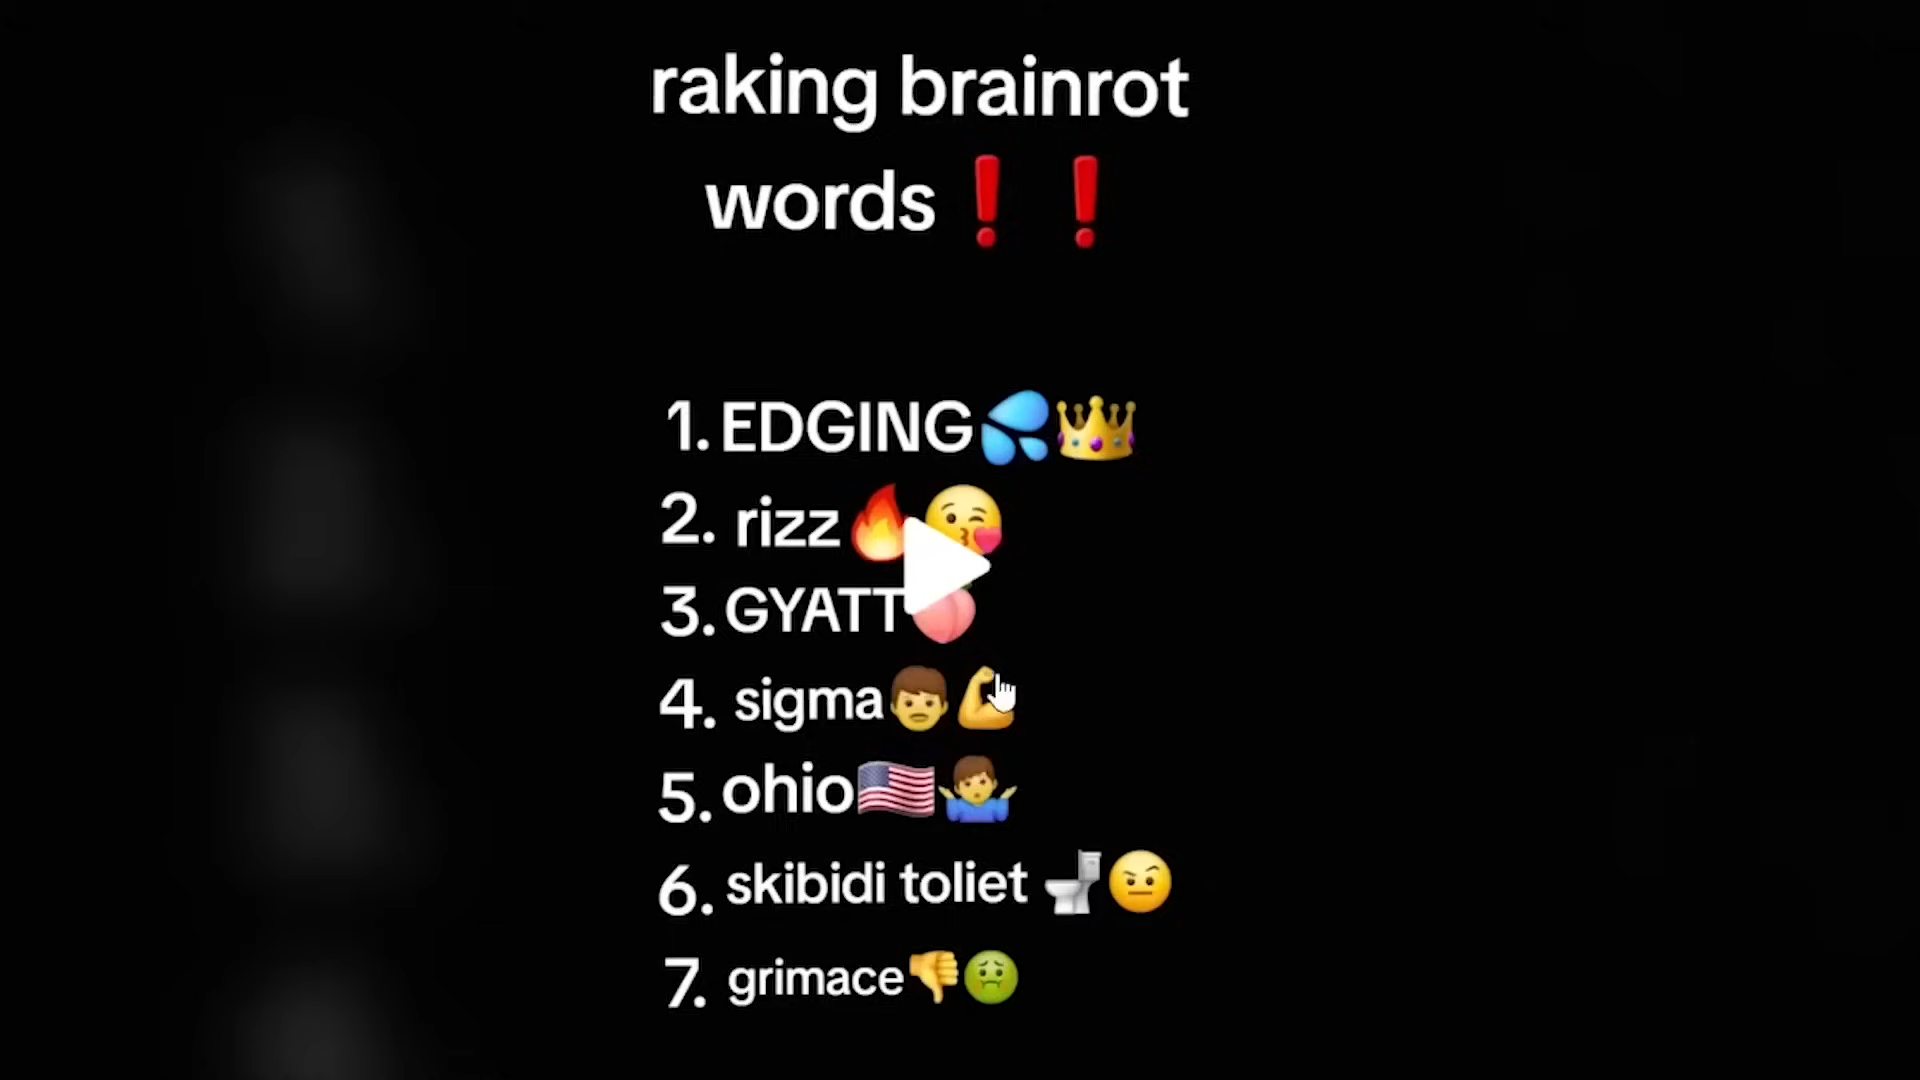 raking brainrot
words❗❗
1. EDGING💦👑
2. rizz🔥😘
3. GYATT🍑
4. sigma👨💪
5. ohio🇺🇸🤷‍♂️
6. skibidi toliet 🚽🤨
7. grimace👎🤢